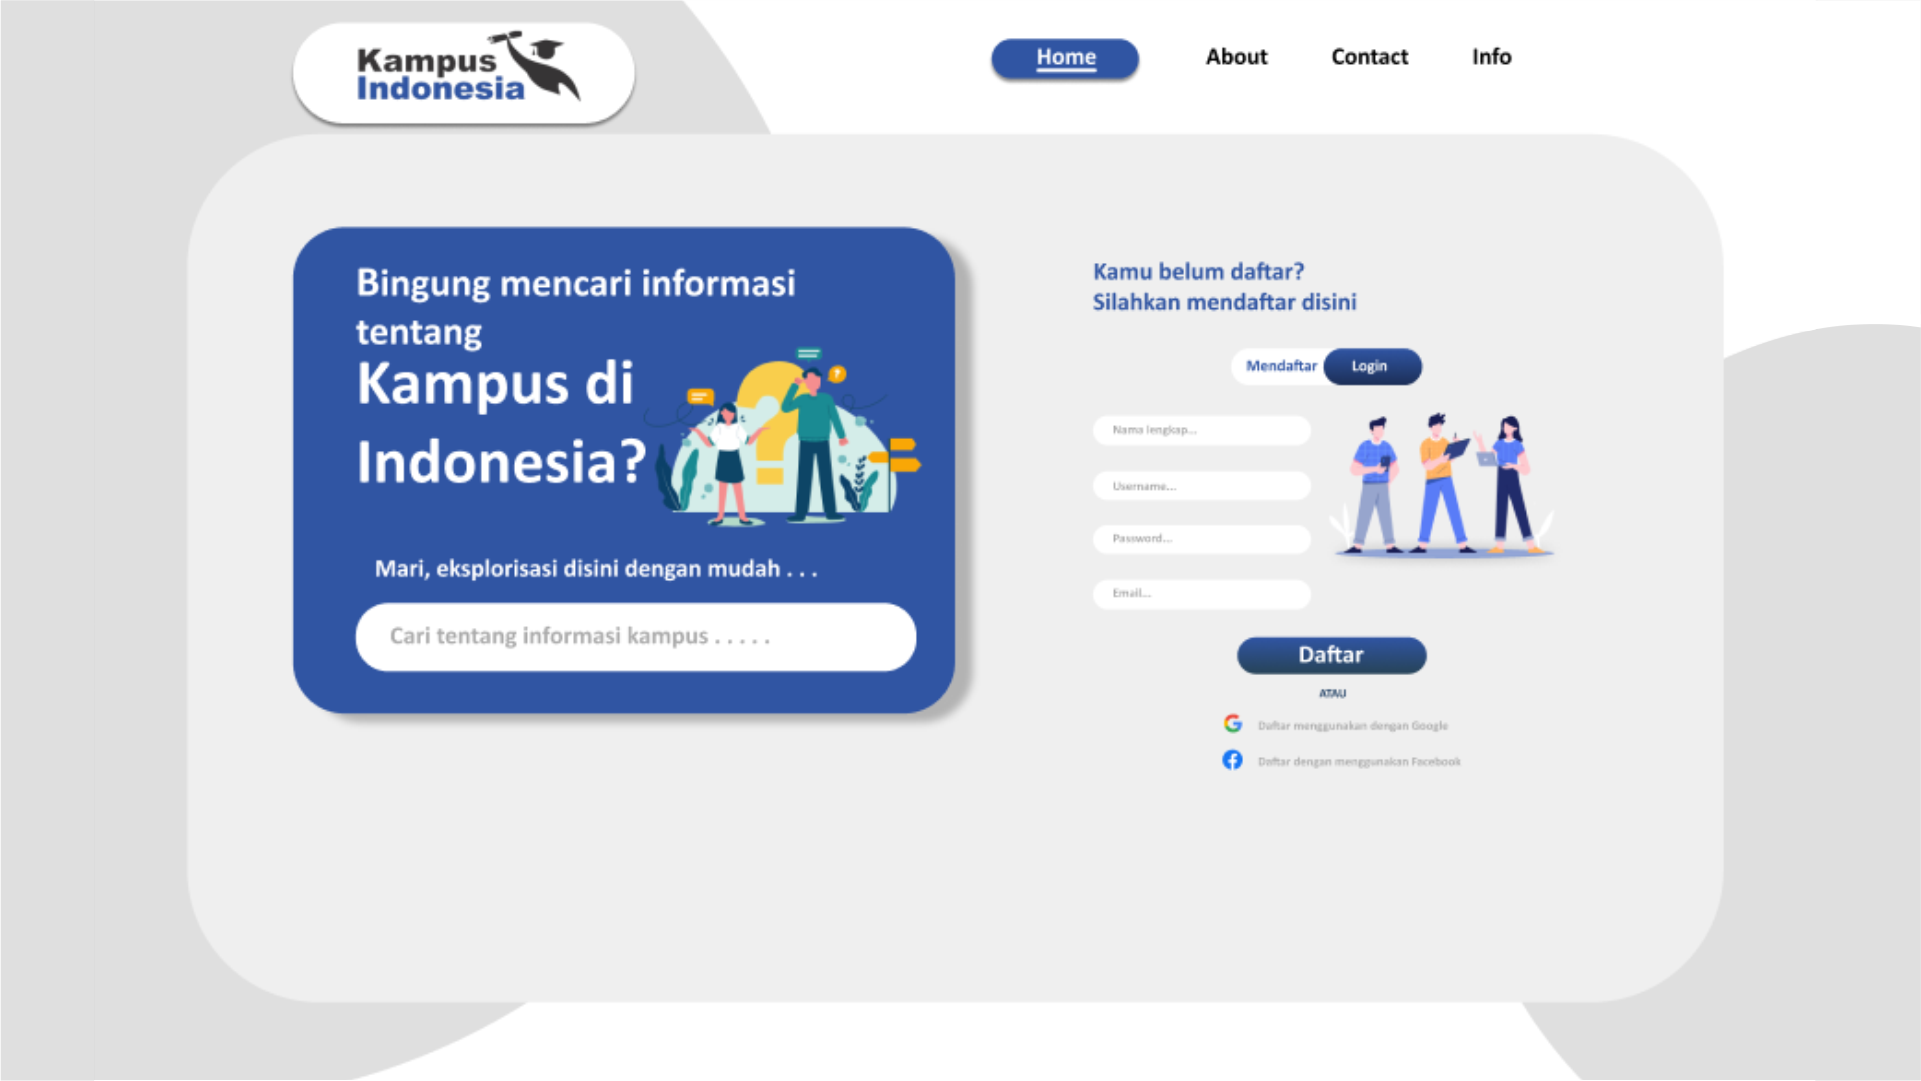 Kampus
Indonesia
Home
About
Contact
Info
Bingung mencari informasi
tentang
Kampus di
Indonesia?
Mari, eksplorisasi disini dengan mudah . . .
Cari tentang informasi kampus . . . . .
Kamu belum daftar?
Silahkan mendaftar disini
Mendaftar
Login
Nama lengkap...
Username...
Password...
Email...
Daftar
ATAU
Daftar menggunakan dengan Google
Daftar dengan menggunakan Facebook